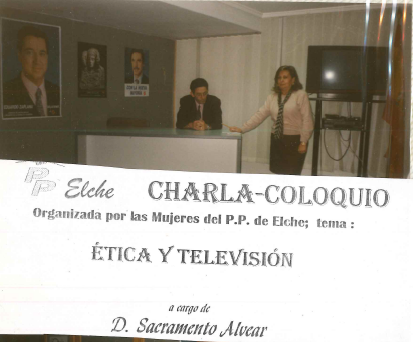 PP Elche CHARLA-COLOQUIO
Organizada por las Mujeres del P.P. de Elche; tema :
ÉTICA Y TELEVISIÓN
a cargo de
D. Sacramento Alvear